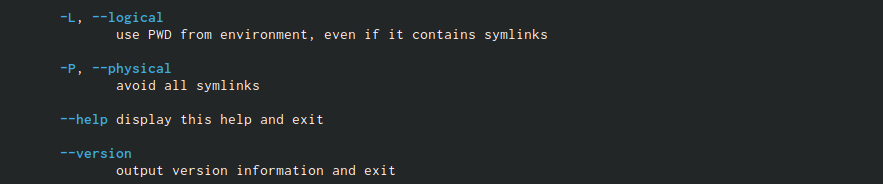 -L, --logical
use PWD from environment, even if it contains symlinks
-P, --physical
avoid all symlinks
--help display this help and exit
--version
output version information and exit